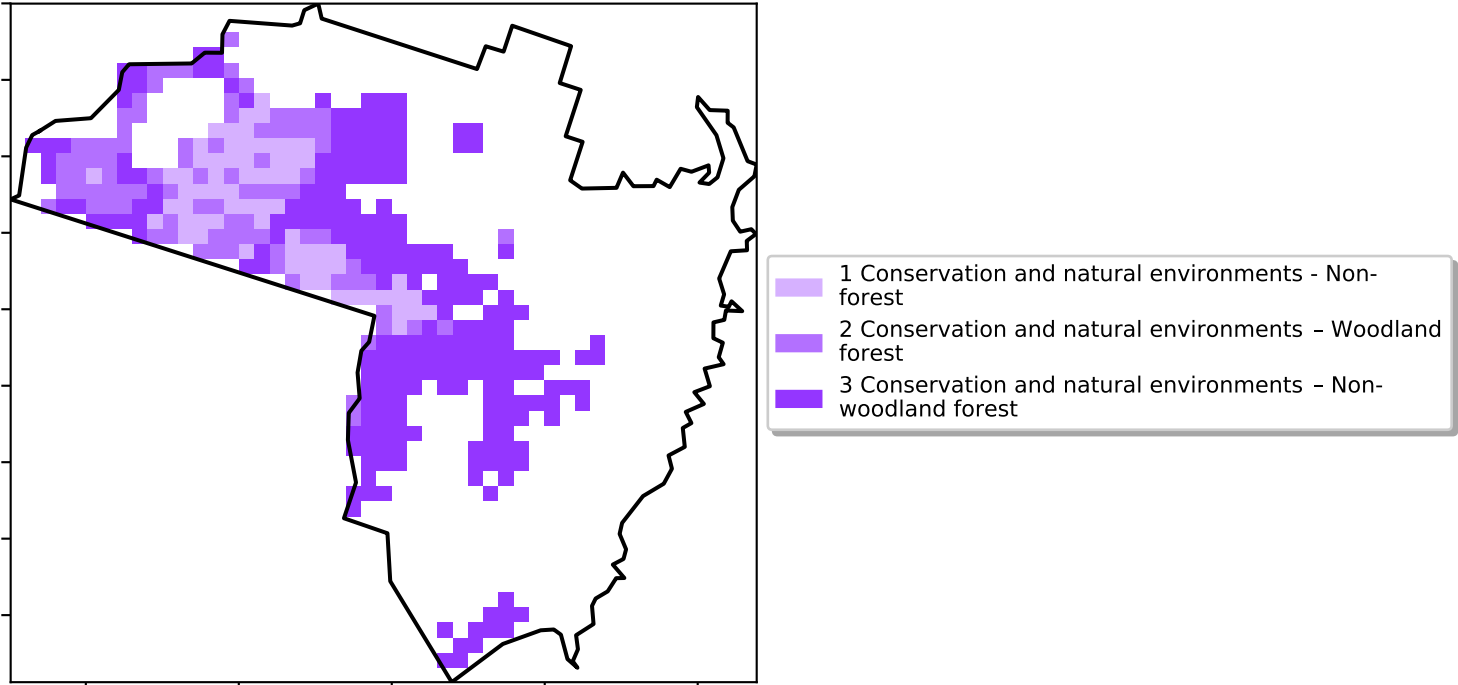 1 Conservation and natural environments - Non-
forest
2 Conservation and natural environments – Woodland
forest
3 Conservation and natural environments – Non-
woodland forest